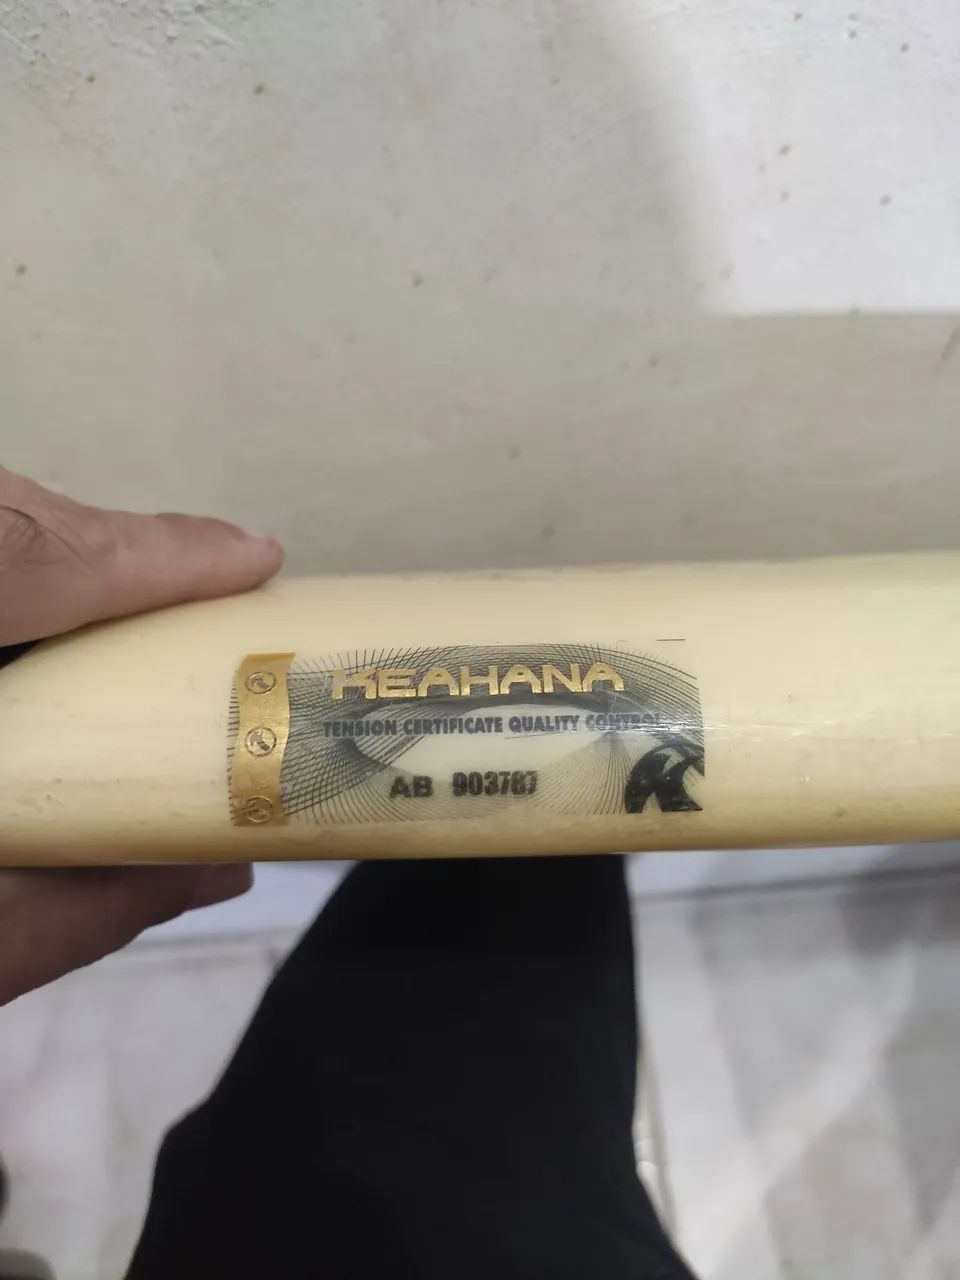 KEAHANA
TENSION CERTIFICATE QUALITY CONTROL
AB 903787